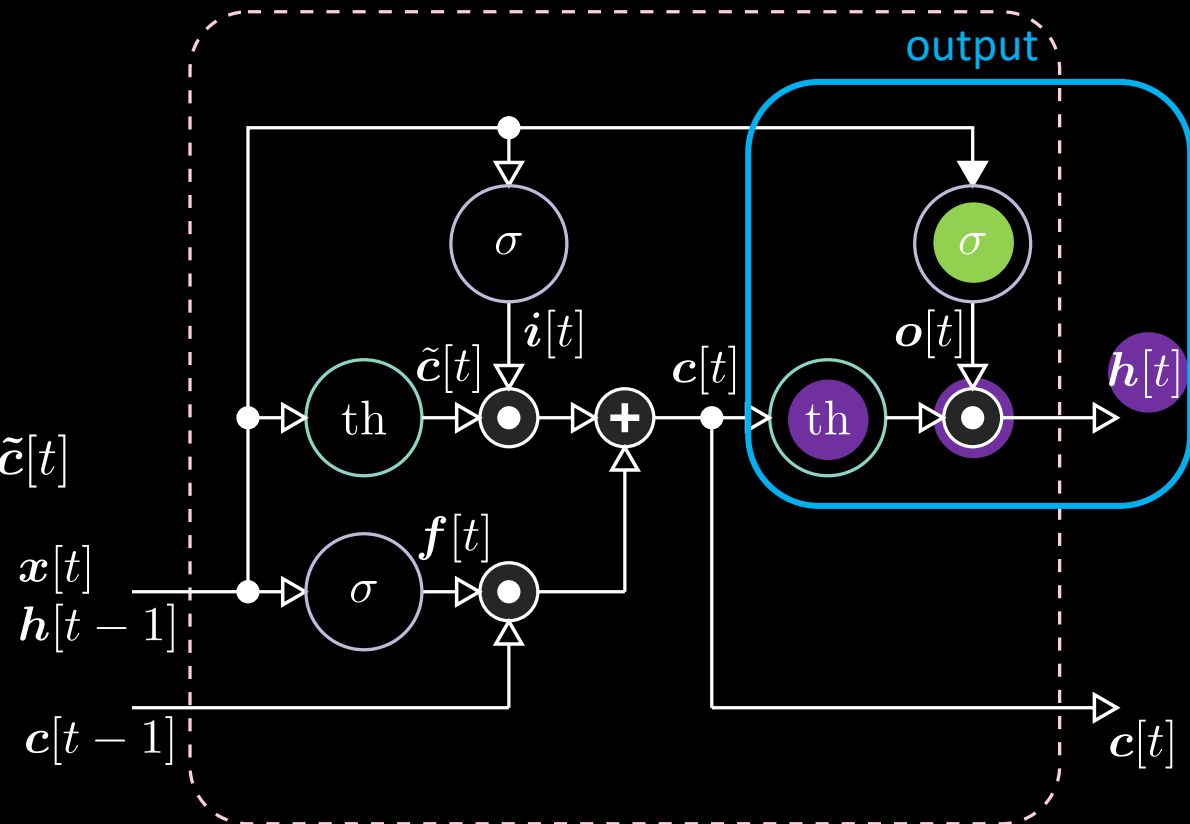 output
σ
σ
i[t]
o[t]
c̃[t]
c[t]
h[t]
th
+
th
c̃[t]
f[t]
x[t]
σ
h[t − 1]
c[t − 1]
c[t]